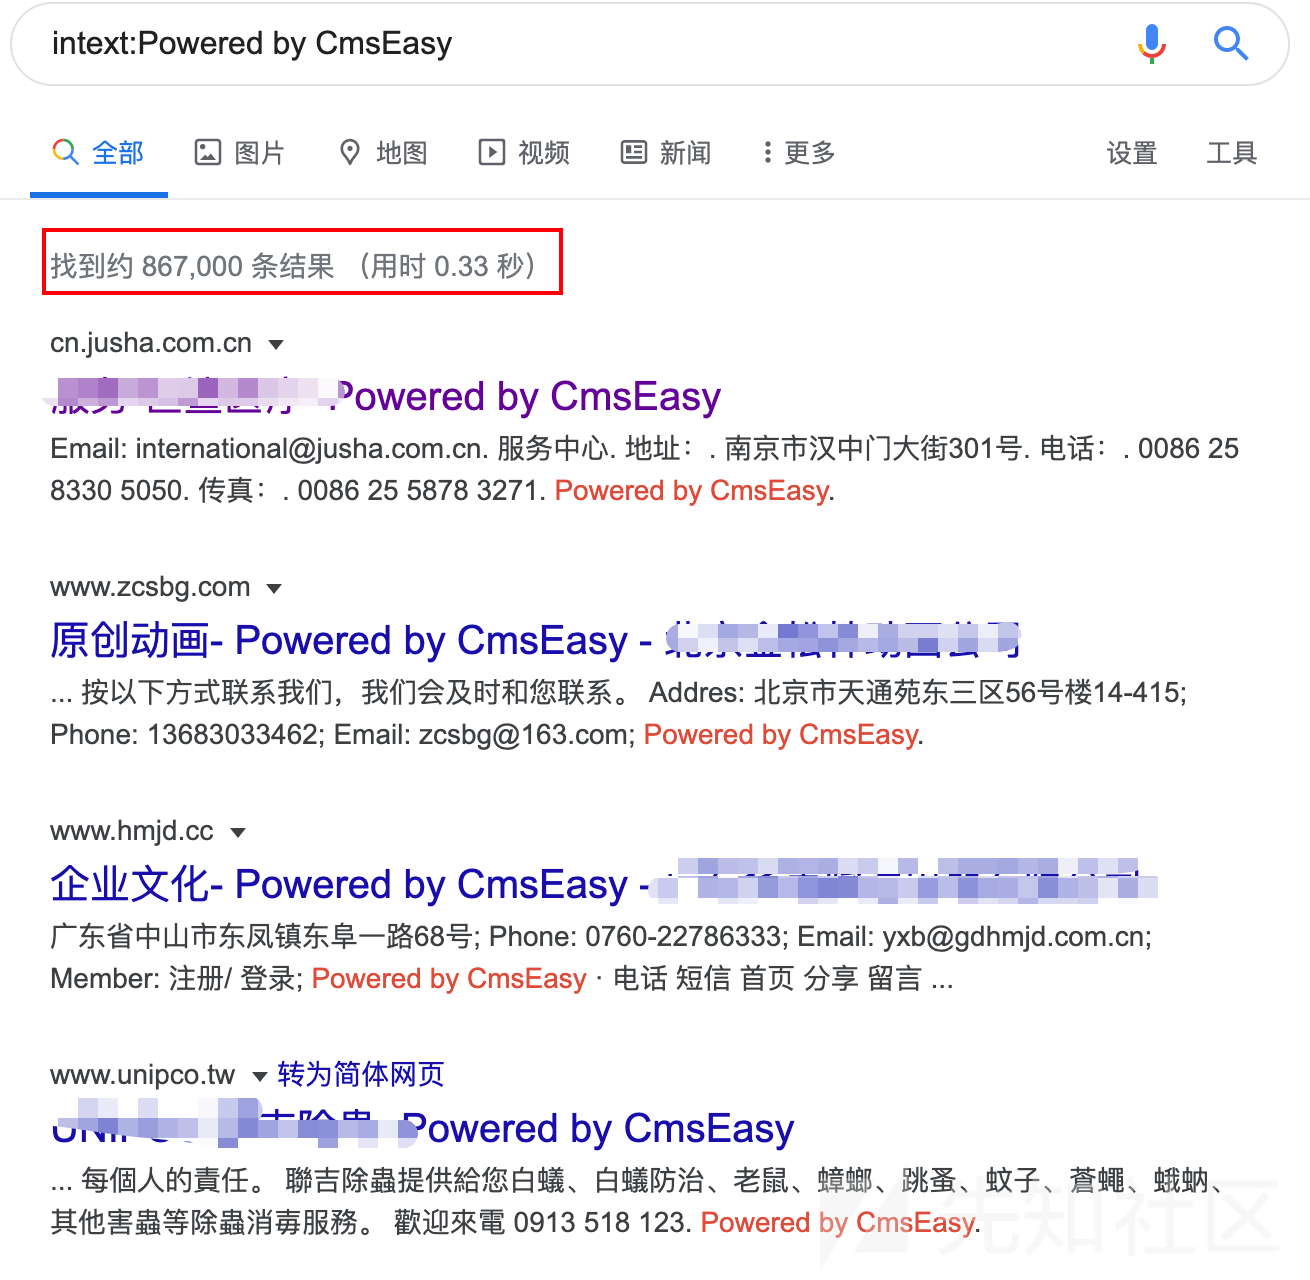 intext:Powered by CmsEasy
全部 图片 地图 视频 新闻 更多 设置 工具
找到约 867,000 条结果 （用时 0.33 秒）
cn.jusha.com.cn
Powered by CmsEasy
Email: international@jusha.com.cn. 服务中心. 地址：. 南京市汉中门大街301号. 电话：. 0086 25
8330 5050. 传真：. 0086 25 5878 3271. Powered by CmsEasy.
www.zcsbg.com
原创动画- Powered by CmsEasy -
... 按以下方式联系我们，我们会及时和您联系。 Addres: 北京市天通苑东三区56号楼14-415;
Phone: 13683033462; Email: zcsbg@163.com; Powered by CmsEasy.
www.hmjd.cc
企业文化- Powered by CmsEasy -
广东省中山市东凤镇东阜一路68号; Phone: 0760-22786333; Email: yxb@gdhmjd.com.cn;
Member: 注册/ 登录; Powered by CmsEasy · 电话 短信 首页 分享 留言 ...
www.unipco.tw 转为简体网页
Powered by CmsEasy
... 每個人的責任。 聯吉除蟲提供給您白蟻、白蟻防治、老鼠、蟑螂、跳蚤、蚊子、蒼蠅、蛾蚋、
其他害蟲等除蟲消毒服務。 歡迎來電 0913 518 123. Powered by CmsEasy.
先知社区